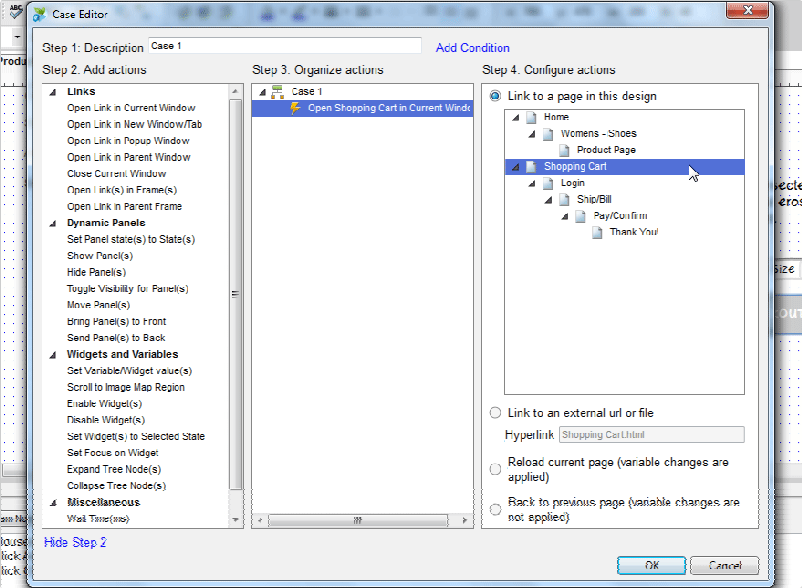 ABC
Case Editor
Step 1: Description
Case 1
Add Condition
Step 2: Add actions
Step 3: Organize actions
Step 4: Configure actions
Links
Open Link in Current Window
Open Link in New Window/Tab
Open Link in Popup Window
Open Link in Parent Window
Close Current Window
Open Link(s) in Frame(s)
Open Link in Parent Frame
Dynamic Panels
Set Panel state(s) to State(s)
Show Panel(s)
Hide Panel(s)
Toggle Visibility for Panel(s)
Move Panel(s)
Bring Panel(s) to Front
Send Panel(s) to Back
Widgets and Variables
Set Variable/Widget value(s)
Scroll to Image Map Region
Enable Widget(s)
Disable Widget(s)
Set Widget(s) to Selected State
Set Focus on Widget
Expand Tree Node(s)
Collapse Tree Node(s)
Miscellaneous
Wait Time(ms)
Hide Step 2
Case 1
Open Shopping Cart in Current Windo
Link to a page in this design
Home
Womens - Shoes
Product Page
Shopping Cart
Login
Ship/Bill
Pay/Confirm
Thank You!
Link to an external url or file
Hyperlink
Shopping Cart.html
Reload current page (variable changes are
applied)
Back to previous page (variable changes are
not applied)
OK
Cancel